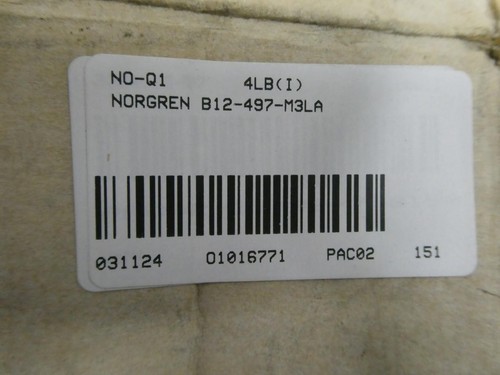 NO-Q1 4LB(I)
NORGREN B12-497-M3LA
031124 01016771 PAC02 151